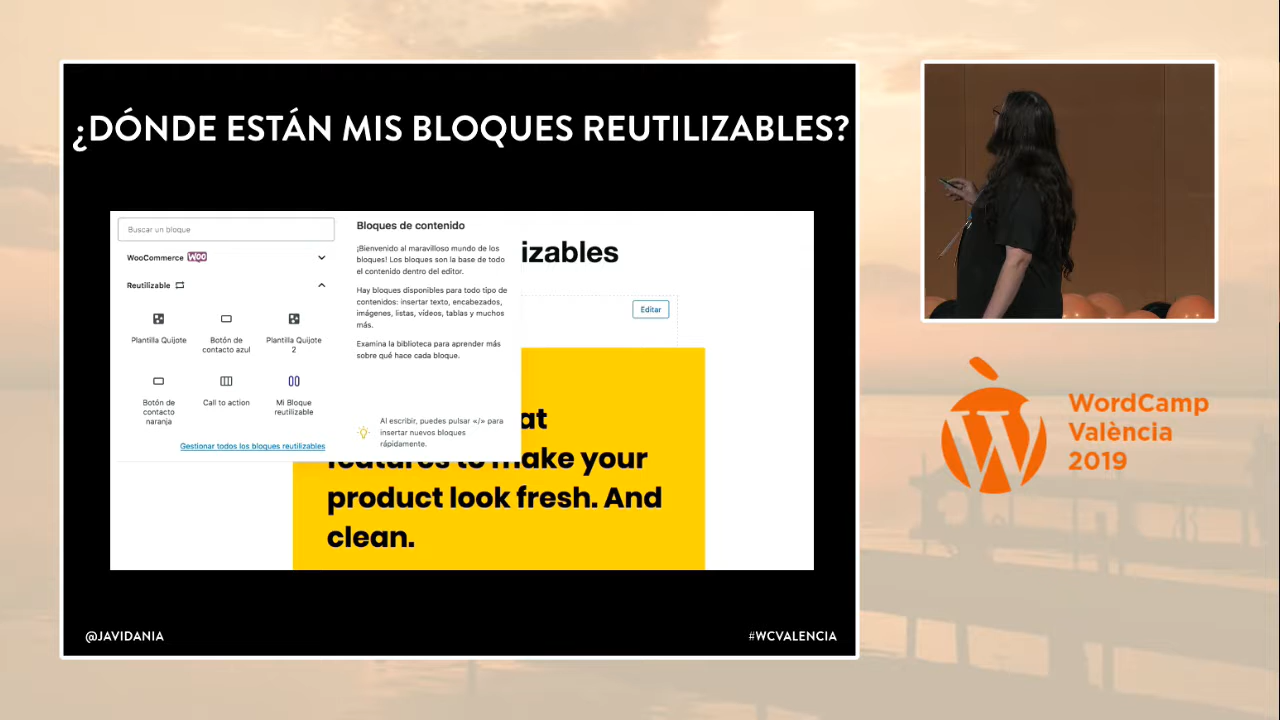 ¿DÓNDE ESTÁN MIS BLOQUES REUTILIZABLES?
Buscar un bloque
WooCommerce WOO
Reutilizable
Plantilla Quijote
Botón de
contacto azul
Plantilla Quijote
2
Botón de
contacto
naranja
Call to action
Mi Bloque
reutilizable
Gestionar todos los bloques reutilizables
Bloques de contenido
¡Bienvenido al maravilloso mundo de los
bloques! Los bloques son la base de todo
el contenido dentro del editor.
Hay bloques disponibles para todo tipo de
contenidos: insertar texto, encabezados,
imágenes, listas, vídeos, tablas y muchos
más.
Examina la biblioteca para aprender más
sobre qué hace cada bloque.
Al escribir, puedes pulsar «/» para
insertar nuevos bloques
rápidamente.
izables
Editar
at
features to make your
product look fresh. And
clean.
@JAVIDANIA
#WCVALENCIA
WordCamp
València
2019